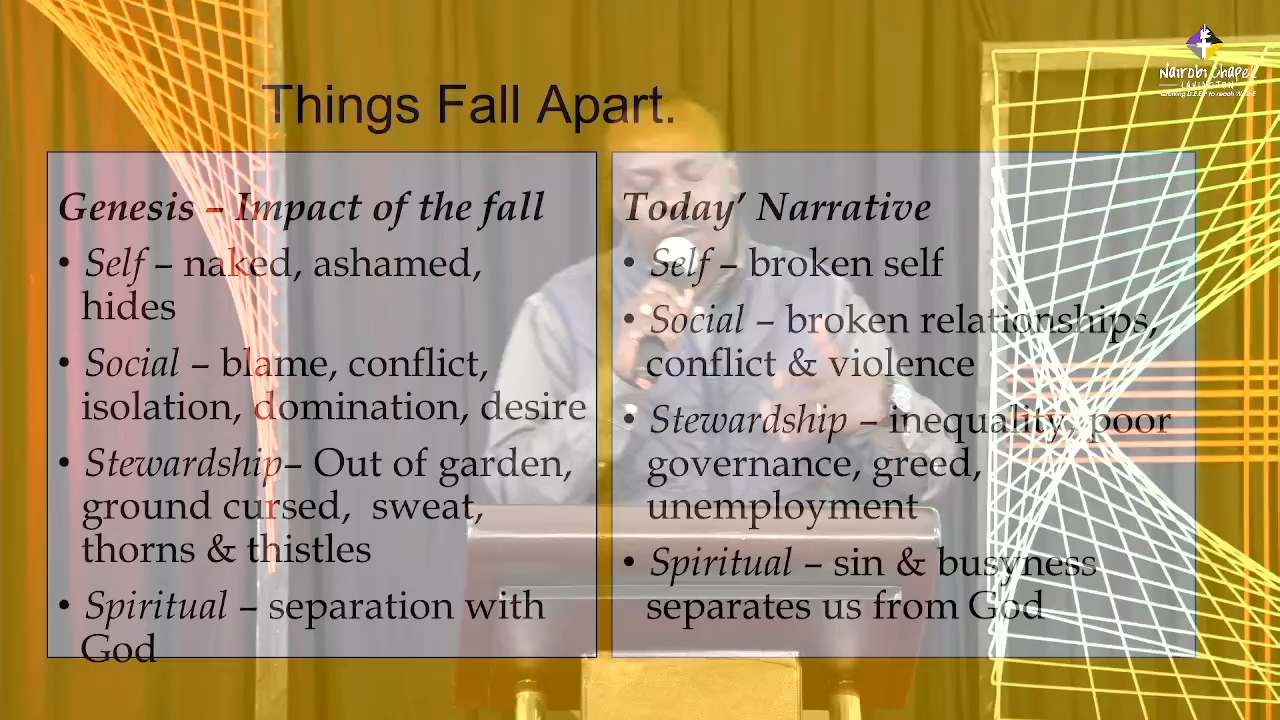 Nairobi Chapel
LAVINGTON
Things Fall Apart.
Genesis – Impact of the fall
• Self – naked, ashamed,
hides
• Social – blame, conflict,
isolation, domination, desire
• Stewardship– Out of garden,
ground cursed, sweat,
thorns & thistles
• Spiritual – separation with
God
Today’ Narrative
• Self – broken self
• Social – broken relationships,
conflict & violence
• Stewardship – inequality, poor
governance, greed,
unemployment
• Spiritual – sin & busyness
separates us from God